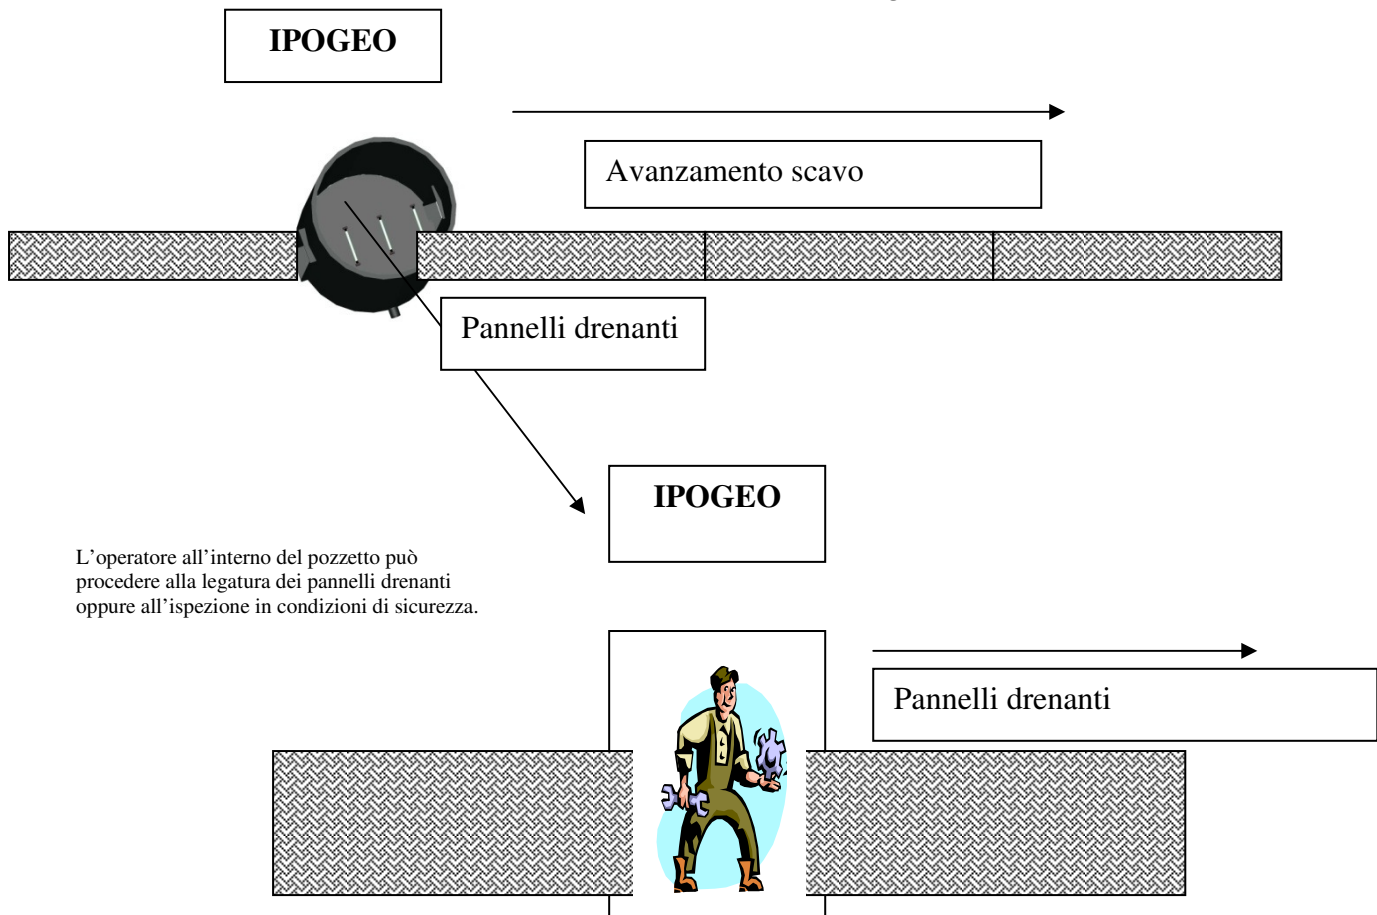 IPOGEO
Avanzamento scavo
Pannelli drenanti
IPOGEO
L’operatore all’interno del pozzetto può
procedere alla legatura dei pannelli drenanti
oppure all’ispezione in condizioni di sicurezza.
Pannelli drenanti